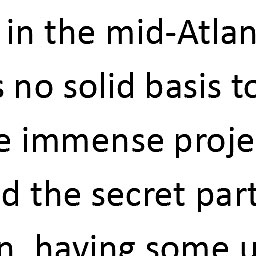 in the mid-Atlan
s no solid basis to
e immense proje
d the secret part
n, having some u